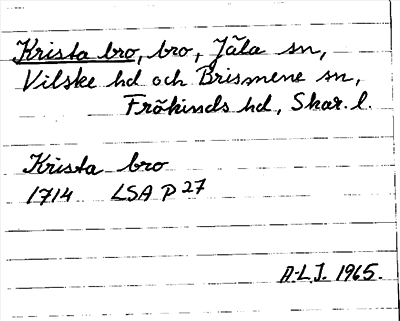 Krista bro, bro, Jäla sn,
Vilske hd och Brismene sn,
Frökinds hd, Skar. l.
Krista bro
1714 LSA P 27
A.L.J. 1965.